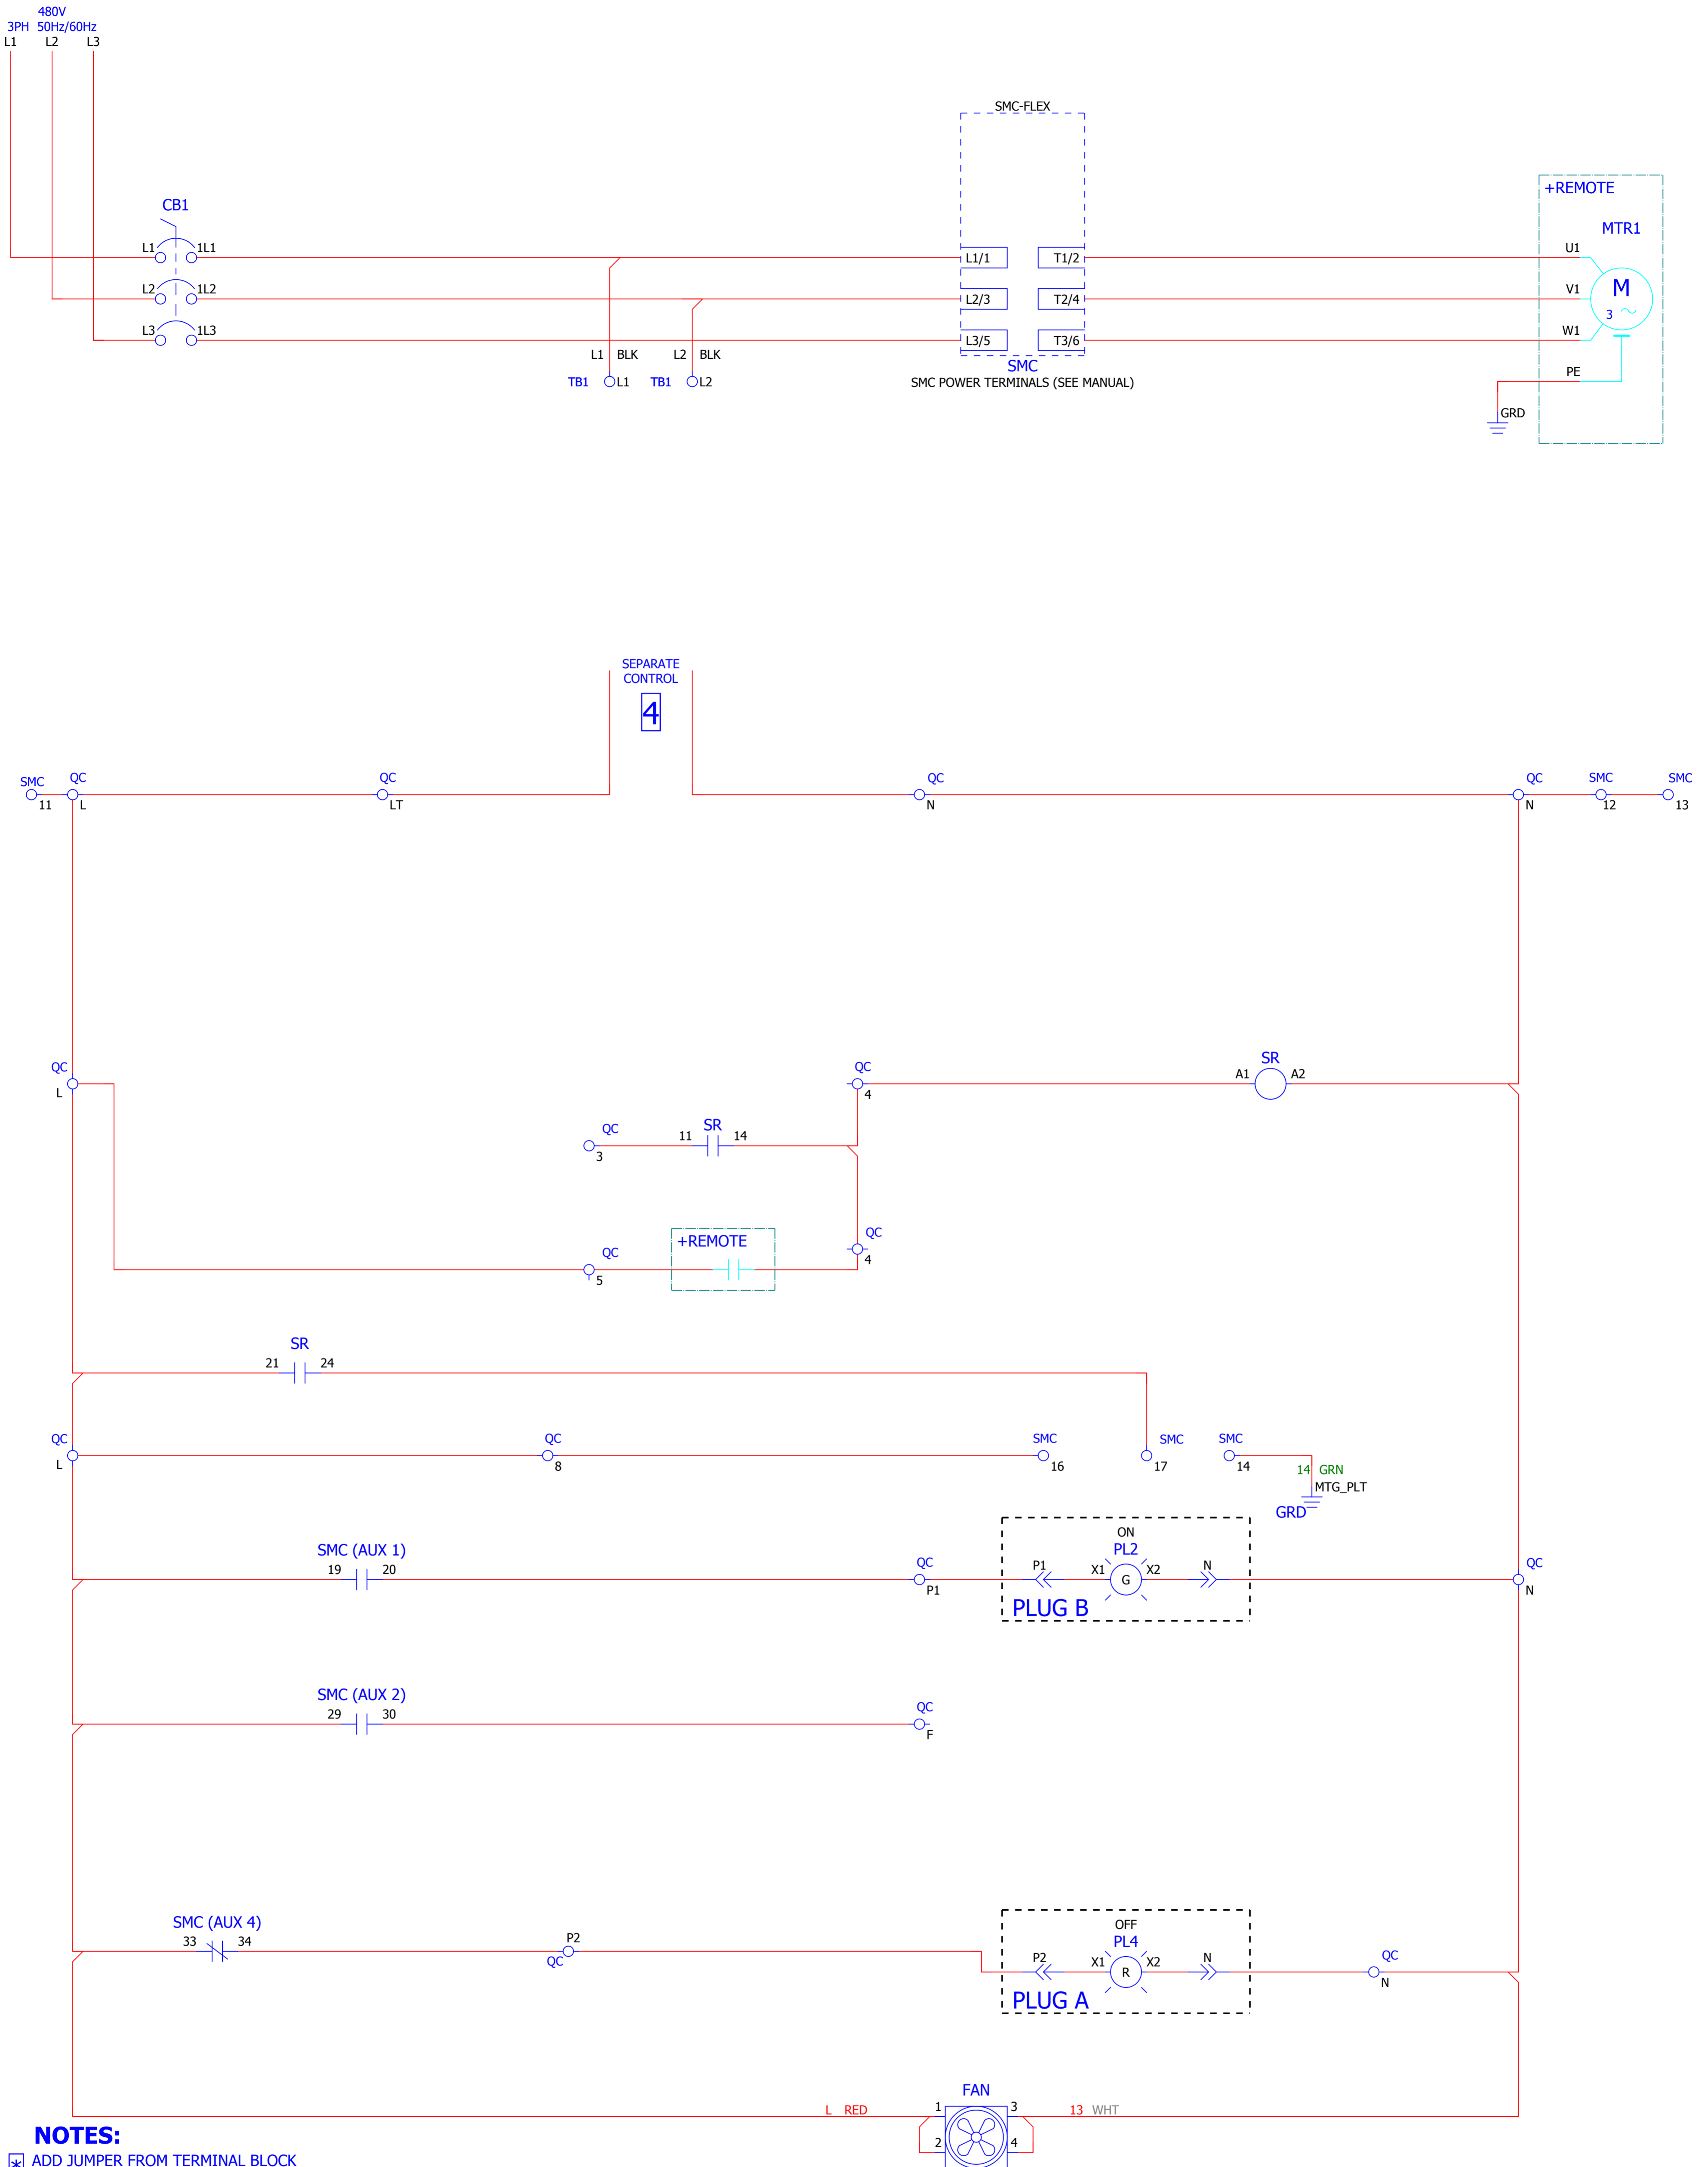 480V
3PH 50Hz/60Hz
L1 L2 L3
SMC-FLEX
+REMOTE
CB1
MTR1
L1 1L1 L1/1 T1/2 U1
L2 1L2 L2/3 T2/4 V1 M
3
L3 1L3 L3/5 T3/6 W1
L1 BLK L2 BLK
SMC
TB1 L1 TB1 L2
SMC POWER TERMINALS (SEE MANUAL)
PE
GRD
SEPARATE
CONTROL
4
SMC QC QC QC QC SMC SMC
11 L LT N N 12 13
QC QC SR
A1 A2
L 4
QC SR
11 14
3
QC +REMOTE QC
5 4
SR
21 24
QC QC SMC SMC SMC
L 8 16 17 14
14 GRN
MTG_PLT
GRD
ON
SMC (AUX 1) PL2
19 20 QC P1 X1 G X2 N QC
P1 N
PLUG B
SMC (AUX 2)
29 30 QC
F
OFF
SMC (AUX 4) P2 PL4
33 34 QC P2 X1 R X2 N QC
N
PLUG A
FAN
L RED 1 3 13 WHT
2 4
NOTES:
* ADD JUMPER FROM TERMINAL BLOCK